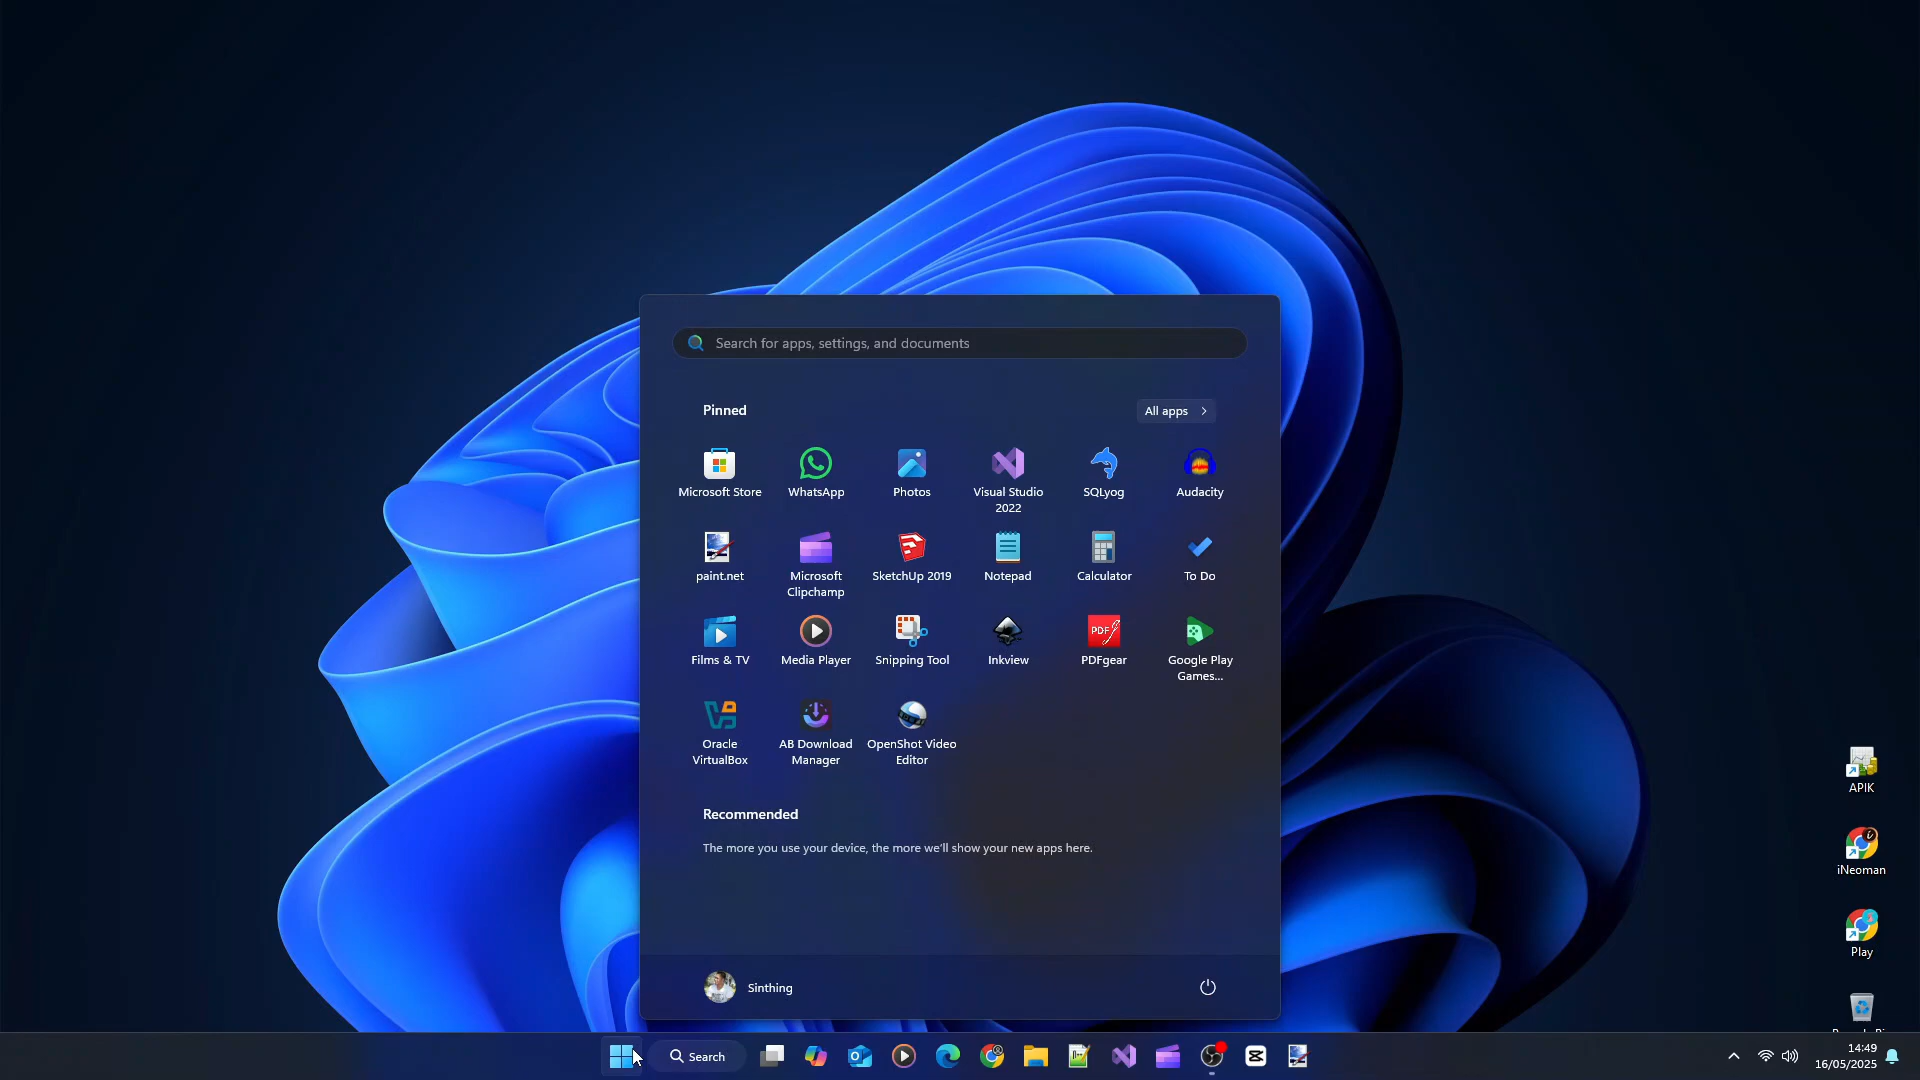 Search for apps, settings, and documents
Pinned
All apps
Microsoft Store
WhatsApp
Photos
Visual Studio
2022
SQLyog
Audacity
paint.net
Microsoft
Clipchamp
SketchUp 2019
Notepad
Calculator
To Do
Films & TV
Media Player
Snipping Tool
Inkview
PDF
PDFgear
Google Play
Games...
Oracle
VirtualBox
AB Download
Manager
OpenShot Video
Editor
Recommended
The more you use your device, the more we'll show your new apps here.
Sinthing
APIK
iNeoman
Play
Search
14:49
16/05/2025